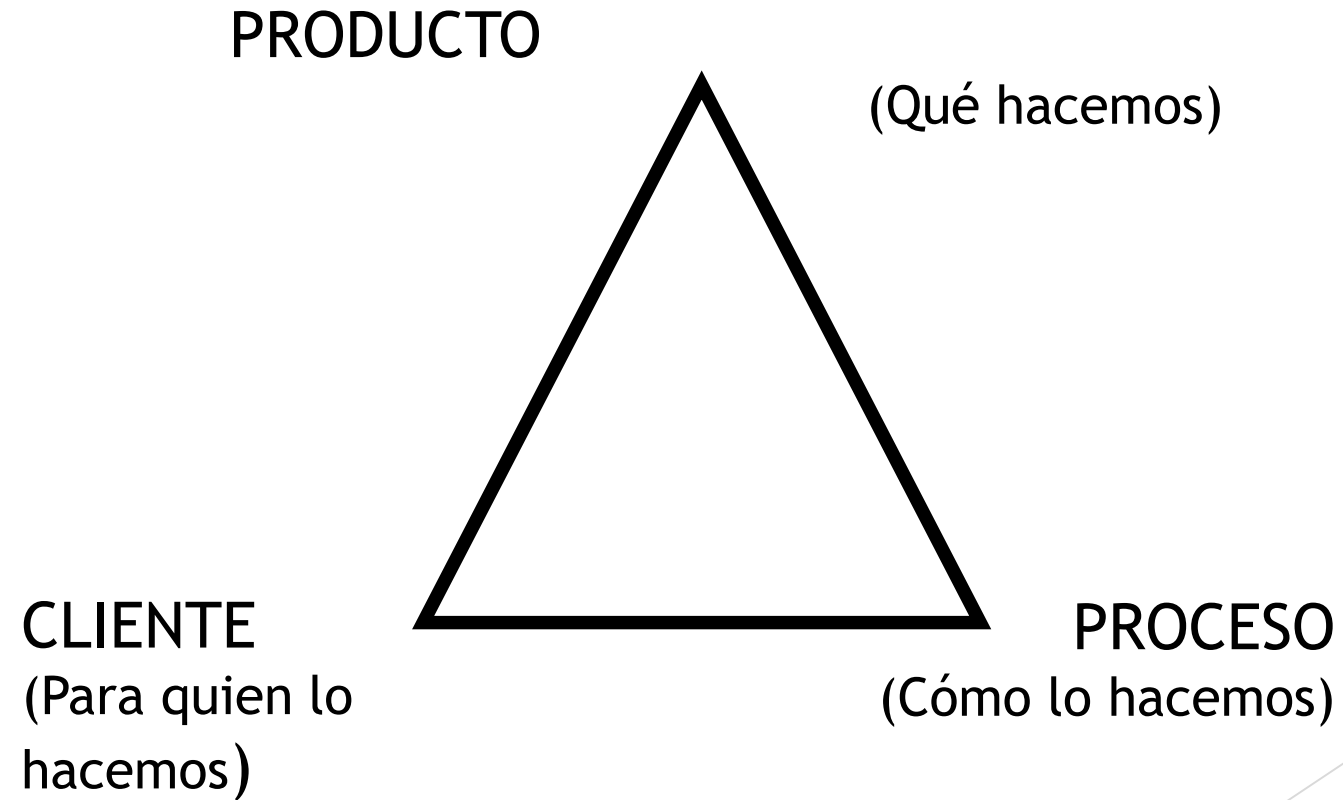 PRODUCTO
(Qué hacemos)
CLIENTE
(Para quien lo
hacemos)
PROCESO
(Cómo lo hacemos)